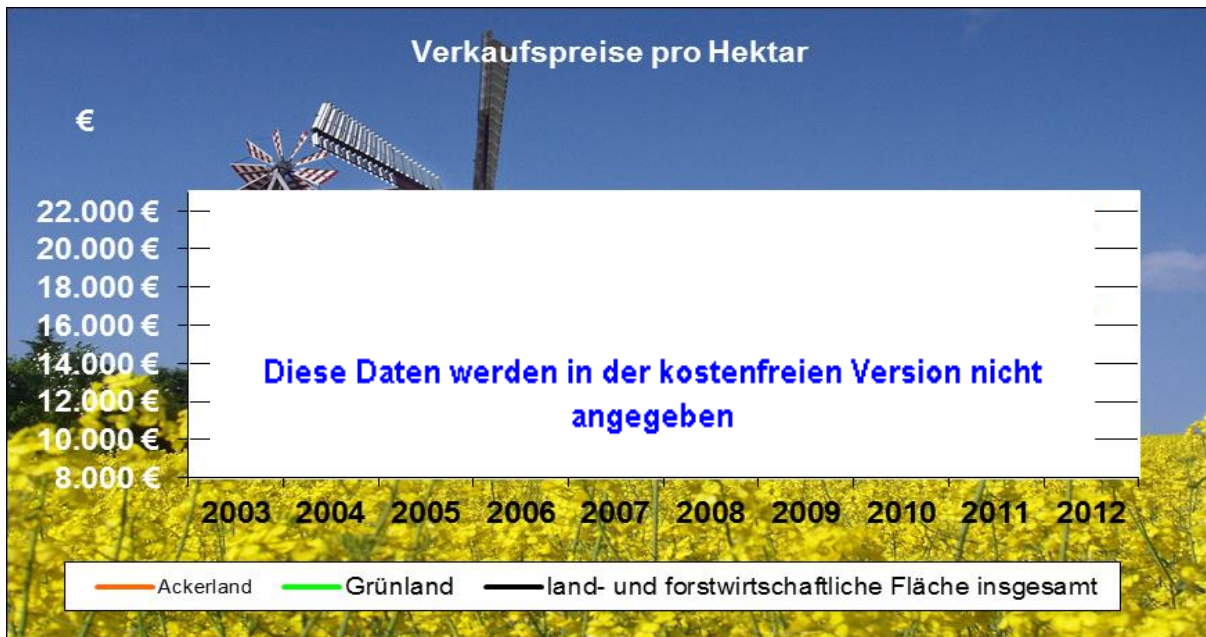 Verkaufspreise pro Hektar
€
22.000 €
20.000 €
18.000 €
16.000 €
14.000 €
12.000 €
10.000 €
8.000 €
Diese Daten werden in der kostenfreien Version nicht
angegeben
2003 2004 2005 2006 2007 2008 2009 2010 2011 2012
Ackerland Grünland land- und forstwirtschaftliche Fläche insgesamt